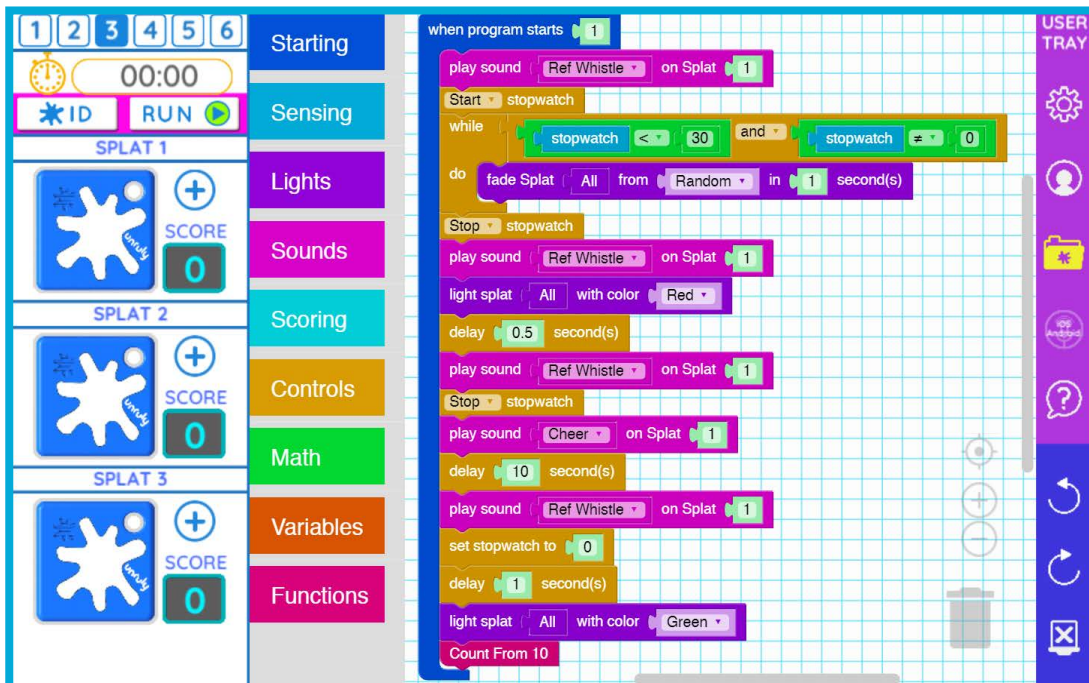 1 2 3 4 5 6
00:00
ID RUN
SPLAT 1
SCORE
unruly
0
SPLAT 2
SCORE
unruly
0
SPLAT 3
SCORE
unruly
0
Starting
Sensing
Lights
Sounds
Scoring
Controls
Math
Variables
Functions
when program starts 1
play sound Ref Whistle on Splat 1
Start stopwatch
while stopwatch < 30 and stopwatch ≠ 0
do fade Splat All from Random in 1 second(s)
Stop stopwatch
play sound Ref Whistle on Splat 1
light splat All with color Red
delay 0.5 second(s)
play sound Ref Whistle on Splat 1
Stop stopwatch
play sound Cheer on Splat 1
delay 10 second(s)
play sound Ref Whistle on Splat 1
set stopwatch to 0
delay 1 second(s)
light splat All with color Green
Count From 10
USER
TRAY
iOS
Android
?